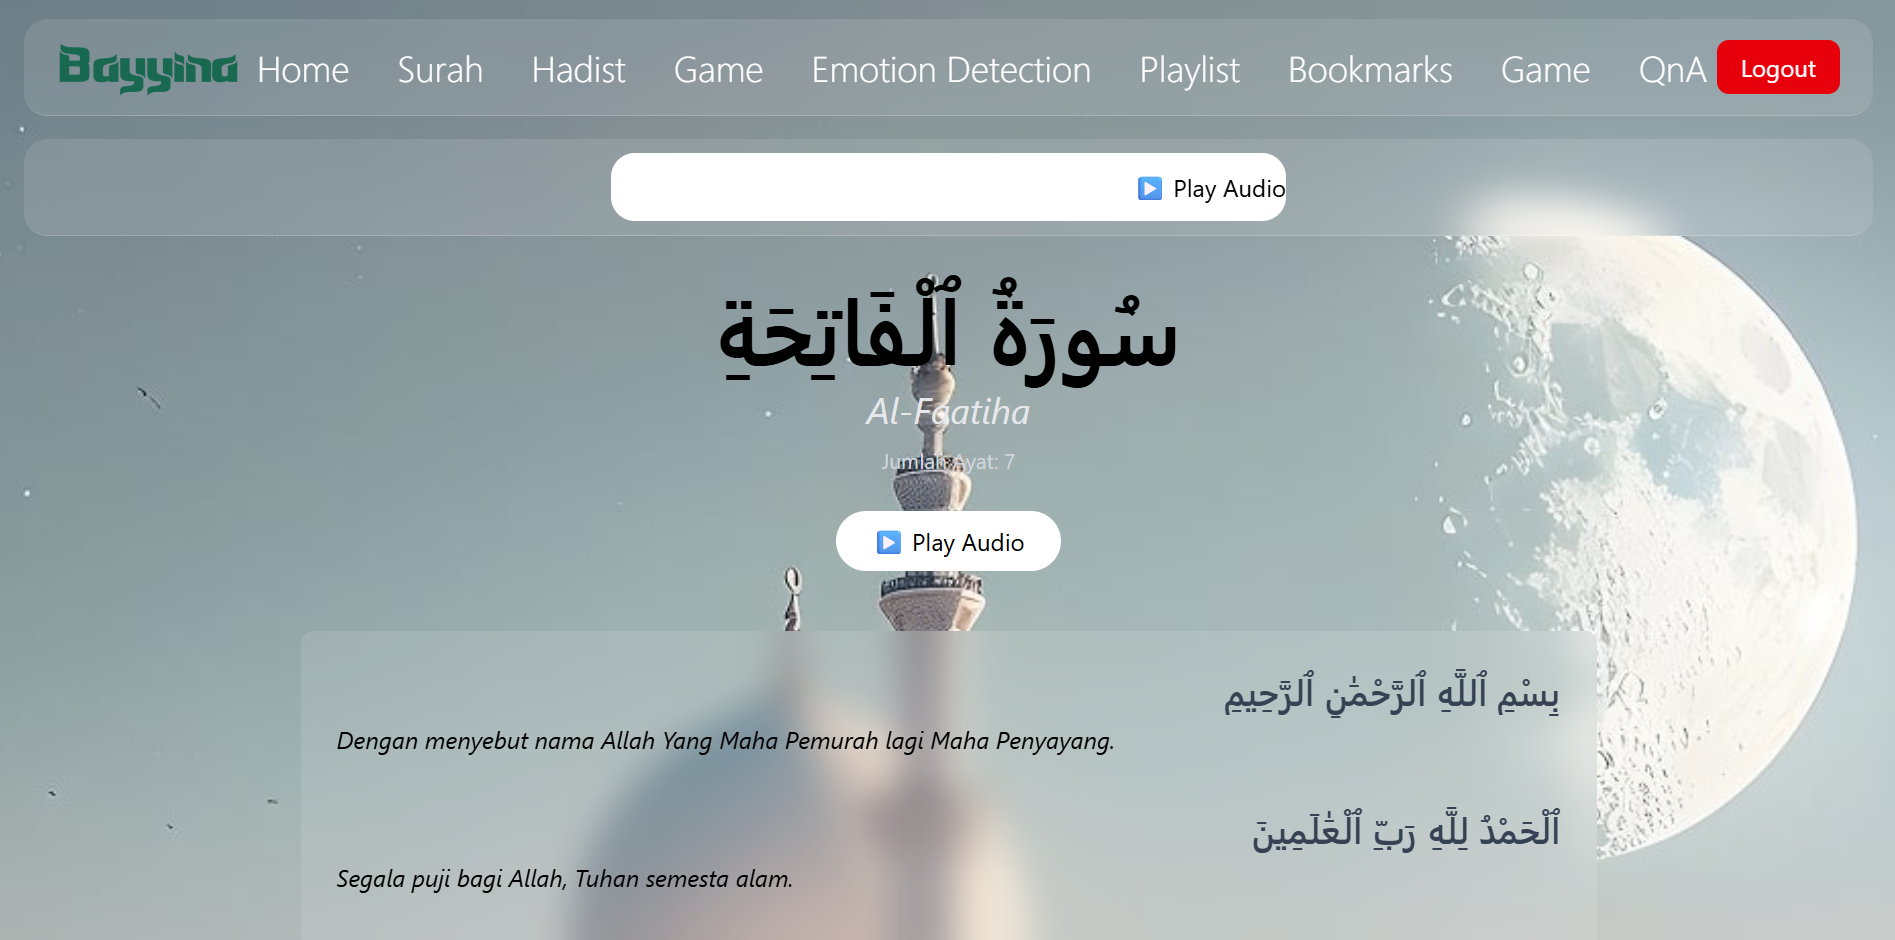 Bayyina Home Surah Hadist Game Emotion Detection Playlist Bookmarks Game QnA Logout
Play Audio
سُورَةُ ٱلْفَاتِحَةِ
Al-Faatiha
Jumlah Ayat: 7
Play Audio
بِسْمِ ٱللَّهِ ٱلرَّحْمَٰنِ ٱلرَّحِيمِ
Dengan menyebut nama Allah Yang Maha Pemurah lagi Maha Penyayang.
ٱلْحَمْدُ لِلَّهِ رَبِّ ٱلْعَٰلَمِينَ
Segala puji bagi Allah, Tuhan semesta alam.